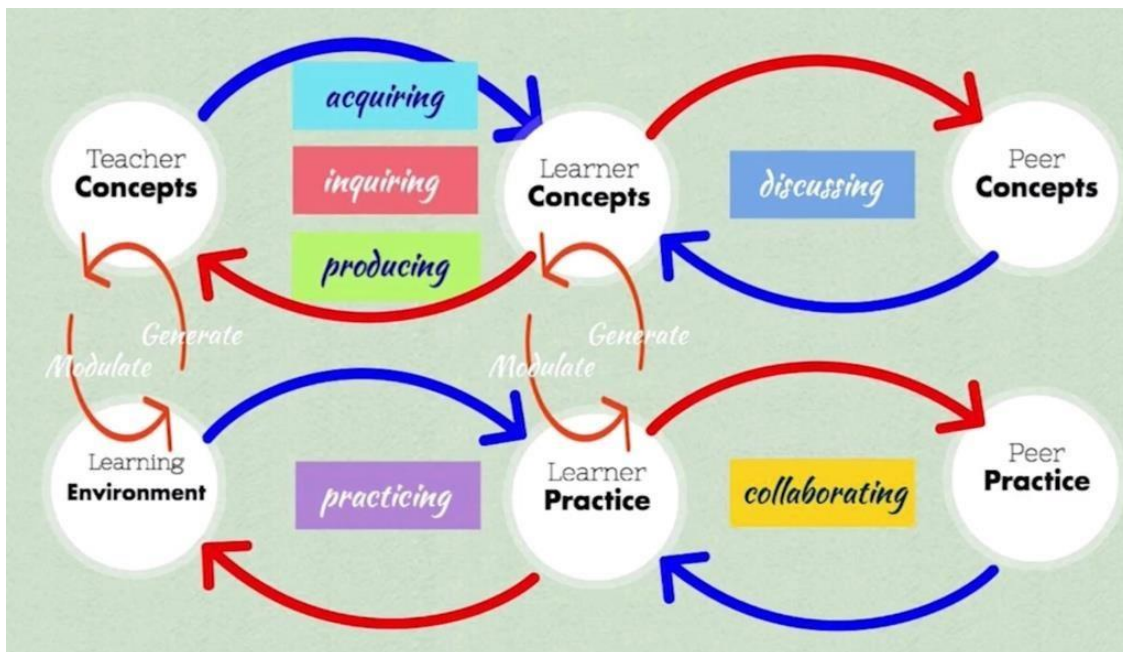 acquiring
Teacher
Concepts
inquiring
Learner
Concepts
discussing
Peer
Concepts
producing
Generate
Modulate
Generate
Modulate
Learning
Environment
practicing
Learner
Practice
collaborating
Peer
Practice